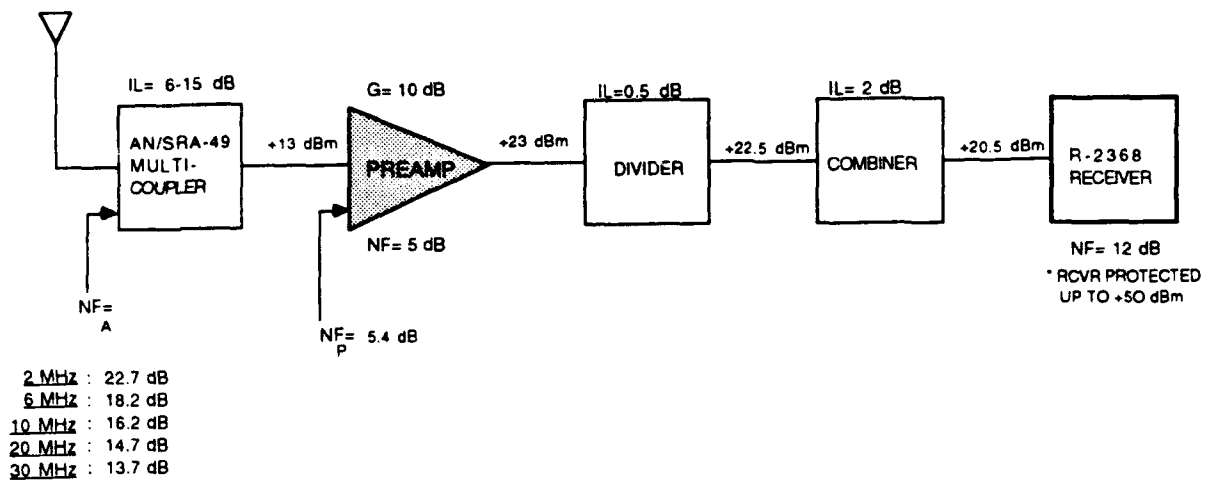 IL= 6-15 dB
AN/SRA-49
MULTI-
COUPLER
+13 dBm
G= 10 dB
PREAMP
NF= 5 dB
+23 dBm
IL=0.5 dB
DIVIDER
+22.5 dBm
IL= 2 dB
COMBINER
+20.5 dBm
R-2368
RECEIVER
NF= 12 dB
* RCVR PROTECTED
UP TO +50 dBm
NF=
A
NF= 5.4 dB
P
2 MHz : 22.7 dB
6 MHz : 18.2 dB
10 MHz : 16.2 dB
20 MHz : 14.7 dB
30 MHz : 13.7 dB